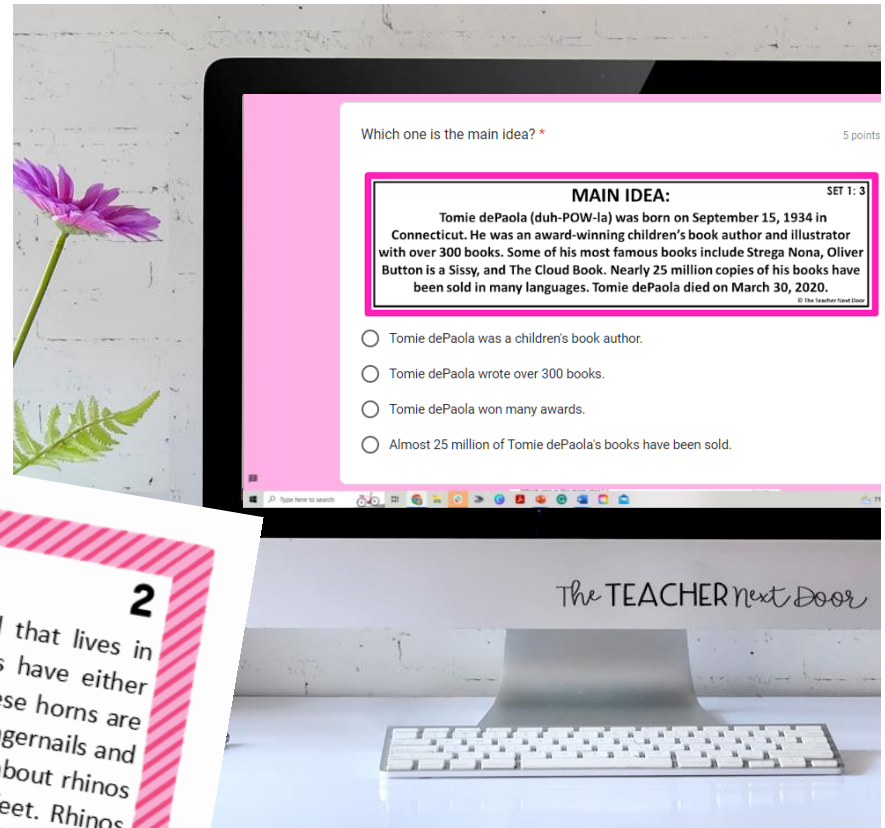 Which one is the main idea? *
5 points
MAIN IDEA:
SET 1: 3
Tomie dePaola (duh-POW-la) was born on September 15, 1934 in
Connecticut. He was an award-winning children's book author and illustrator
with over 300 books. Some of his most famous books include Strega Nona, Oliver
Button is a Sissy, and The Cloud Book. Nearly 25 million copies of his books have
been sold in many languages. Tomie dePaola died on March 30, 2020.
© The Teacher Next Door
Tomie dePaola was a children's book author.
Tomie dePaola wrote over 300 books.
Tomie dePaola won many awards.
Almost 25 million of Tomie dePaola's books have been sold.
Type here to search
The TEACHER Next Door
2
that lives in
have either
horns are
and
rhinos
Rhinos